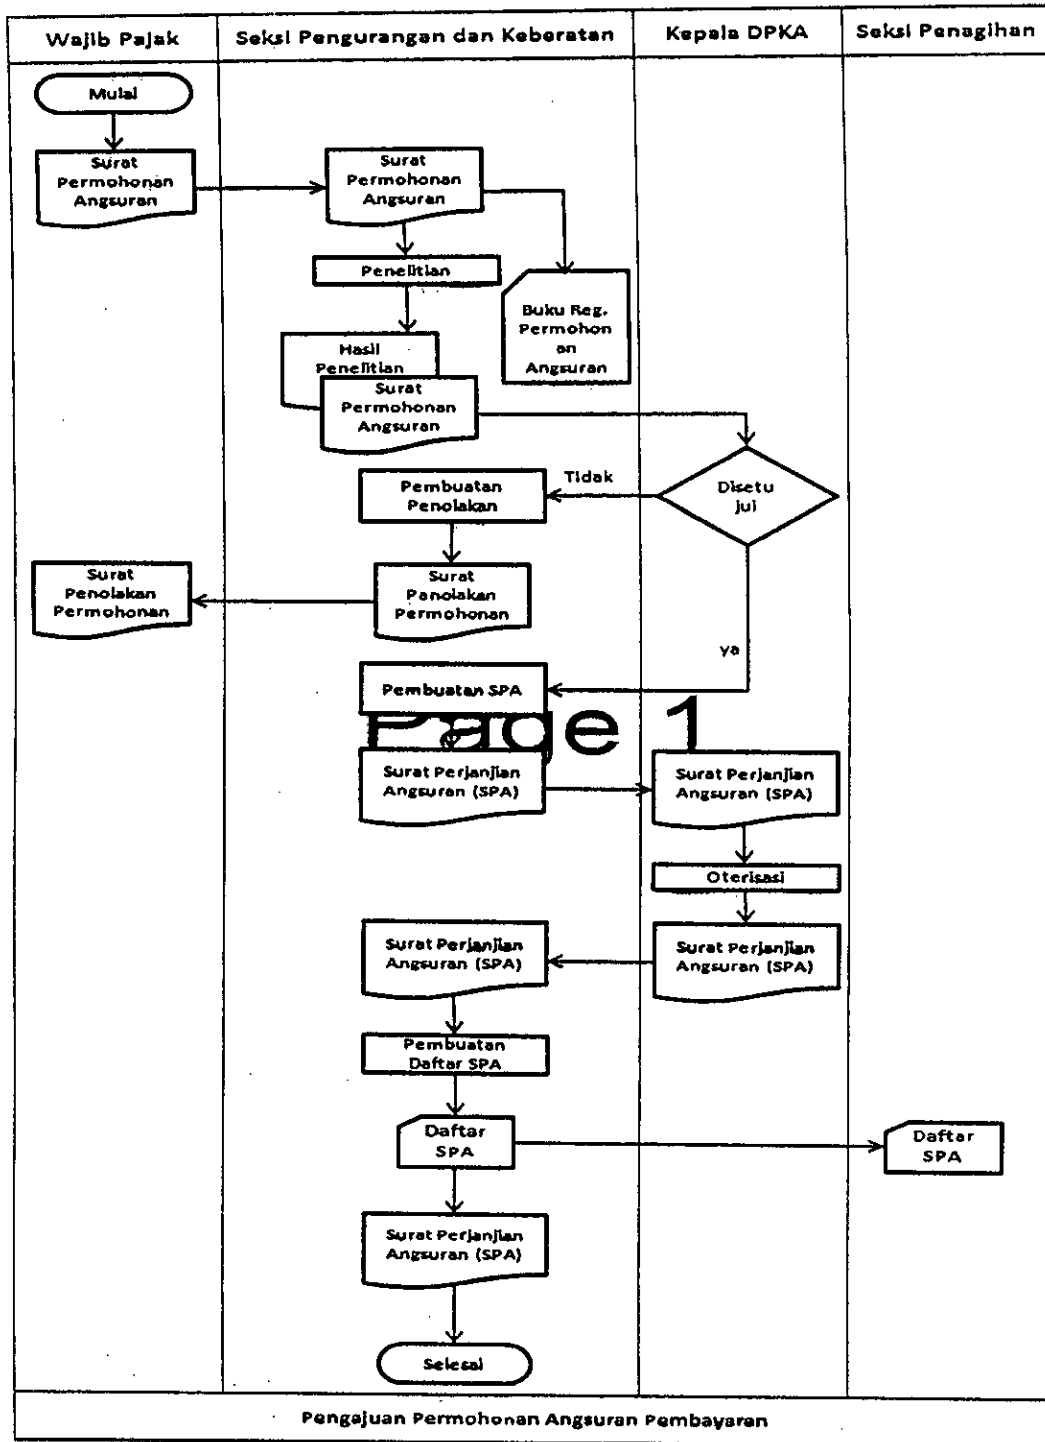 Wajib Pajak
Seksi Pengurangan dan Keberatan
Kepala DPKA
Seksi Penagihan
Mulai
Surat
Permohonan
Angsuran
Surat
Permohonan
Angsuran
Penelitian
Buku Reg.
Permohon
an
Angsuran
Hasil
Penelitian
Surat
Permohonan
Angsuran
Disetu
jui
Tidak
Pembuatan
Penolakan
Surat
Penolakan
Permohonan
Surat
Panolakan
Permohonan
ya
Pembuatan SPA
Page 1
Surat Perjanjian
Angsuran (SPA)
Surat Perjanjian
Angsuran (SPA)
Oterisasi
Surat Perjanjian
Angsuran (SPA)
Surat Perjanjian
Angsuran (SPA)
Pembuatan
Daftar SPA
Daftar
SPA
Daftar
SPA
Surat Perjanjian
Angsuran (SPA)
Selesai
Pengajuan Permohonan Angsuran Pembayaran